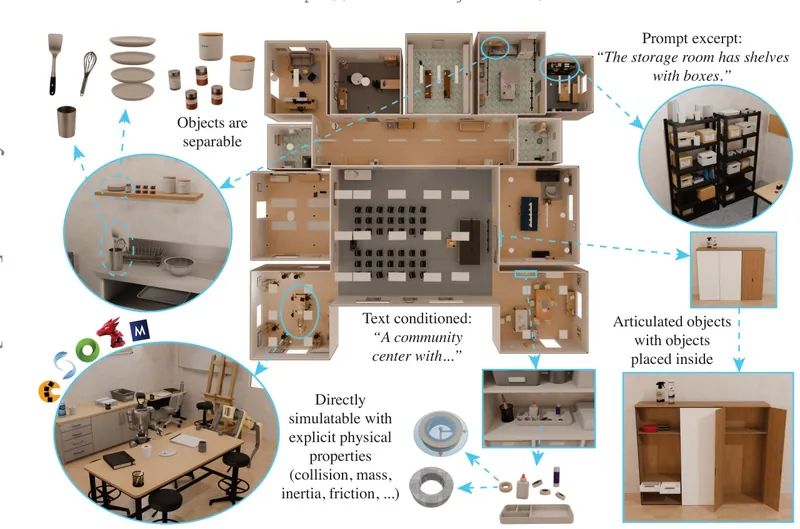 Prompt excerpt:
“The storage room has shelves
with boxes.”
Objects are
separable
Text conditioned:
“A community
center with...”
Articulated objects
with objects
placed inside
Directly
simulatable with
explicit physical
properties
(collision, mass,
inertia, friction, ...)
M